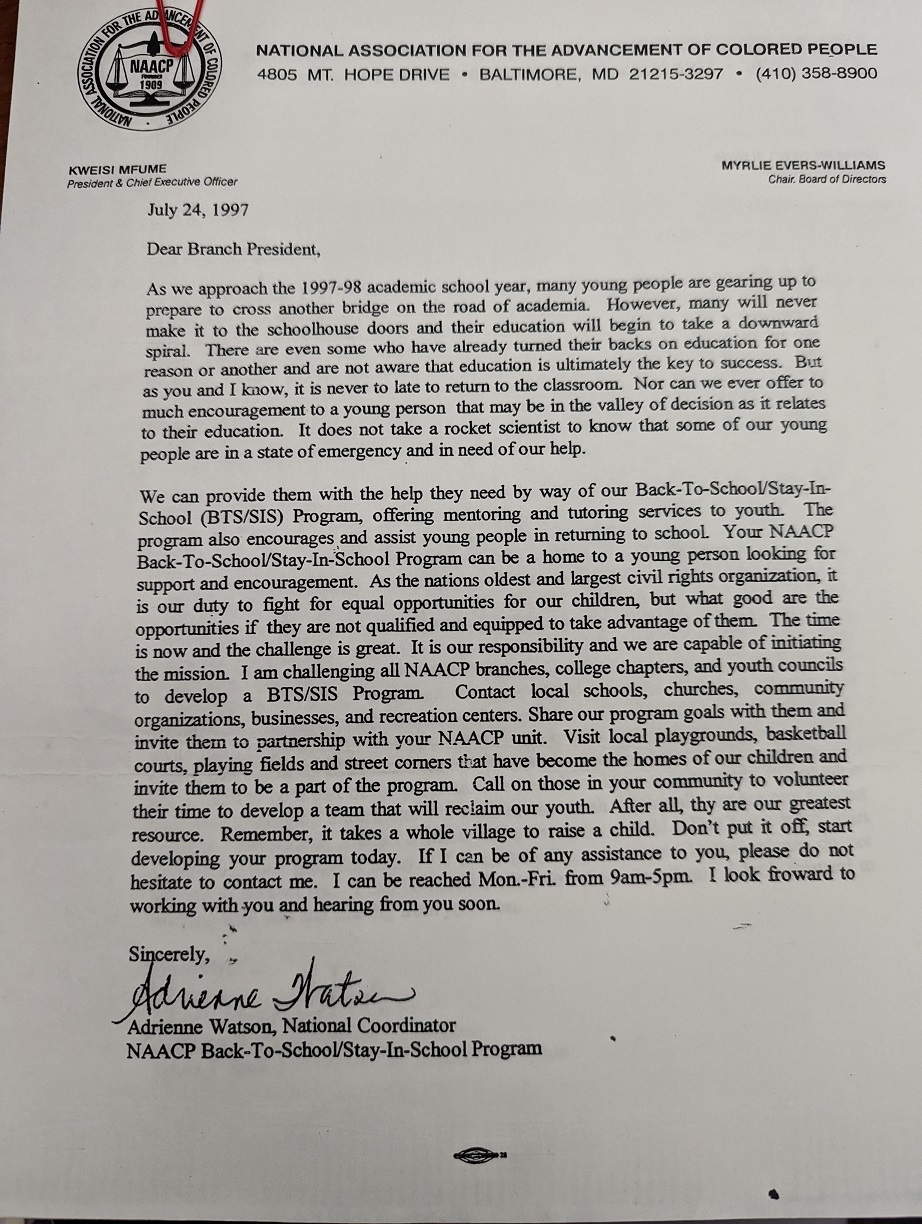 NATIONAL ASSOCIATION FOR THE ADVANCEMENT OF COLORED PEOPLE
NAACP
FOUNDED
1909
NATIONAL ASSOCIATION FOR THE ADVANCEMENT OF COLORED PEOPLE
4805 MT. HOPE DRIVE • BALTIMORE, MD 21215-3297 • (410) 358-8900
KWEISI MFUME
President & Chief Executive Officer
MYRLIE EVERS-WILLIAMS
Chair. Board of Directors
July 24, 1997
Dear Branch President,
As we approach the 1997-98 academic school year, many young people are gearing up to
prepare to cross another bridge on the road of academia. However, many will never
make it to the schoolhouse doors and their education will begin to take a downward
spiral. There are even some who have already turned their backs on education for one
reason or another and are not aware that education is ultimately the key to success. But
as you and I know, it is never to late to return to the classroom. Nor can we ever offer to
much encouragement to a young person that may be in the valley of decision as it relates
to their education. It does not take a rocket scientist to know that some of our young
people are in a state of emergency and in need of our help.
We can provide them with the help they need by way of our Back-To-School/Stay-In-
School (BTS/SIS) Program, offering mentoring and tutoring services to youth. The
program also encourages and assist young people in returning to school. Your NAACP
Back-To-School/Stay-In-School Program can be a home to a young person looking for
support and encouragement. As the nations oldest and largest civil rights organization, it
is our duty to fight for equal opportunities for our children, but what good are the
opportunities if they are not qualified and equipped to take advantage of them. The time
is now and the challenge is great. It is our responsibility and we are capable of initiating
the mission. I am challenging all NAACP branches, college chapters, and youth councils
to develop a BTS/SIS Program. Contact local schools, churches, community
organizations, businesses, and recreation centers. Share our program goals with them and
invite them to partnership with your NAACP unit. Visit local playgrounds, basketball
courts, playing fields and street corners that have become the homes of our children and
invite them to be a part of the program. Call on those in your community to volunteer
their time to develop a team that will reclaim our youth. After all, thy are our greatest
resource. Remember, it takes a whole village to raise a child. Don't put it off, start
developing your program today. If I can be of any assistance to you, please do not
hesitate to contact me. I can be reached Mon.-Fri. from 9am-5pm. I look froward to
working with you and hearing from you soon.
Sincerely,
Adrienne Watson
Adrienne Watson, National Coordinator
NAACP Back-To-School/Stay-In-School Program